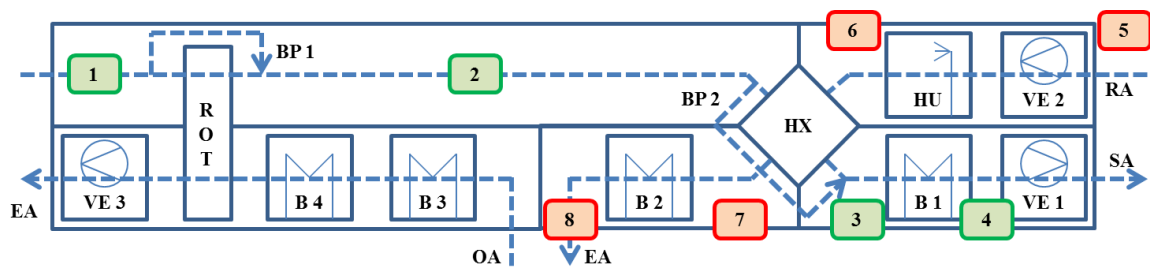 6 5
1 BP 1 2
BP 2 HU VE 2 RA
R
O
T
HX
SA
VE 3 B 4 B 3 B 2 B 1 VE 1
EA
8 7 3 4
OA EA